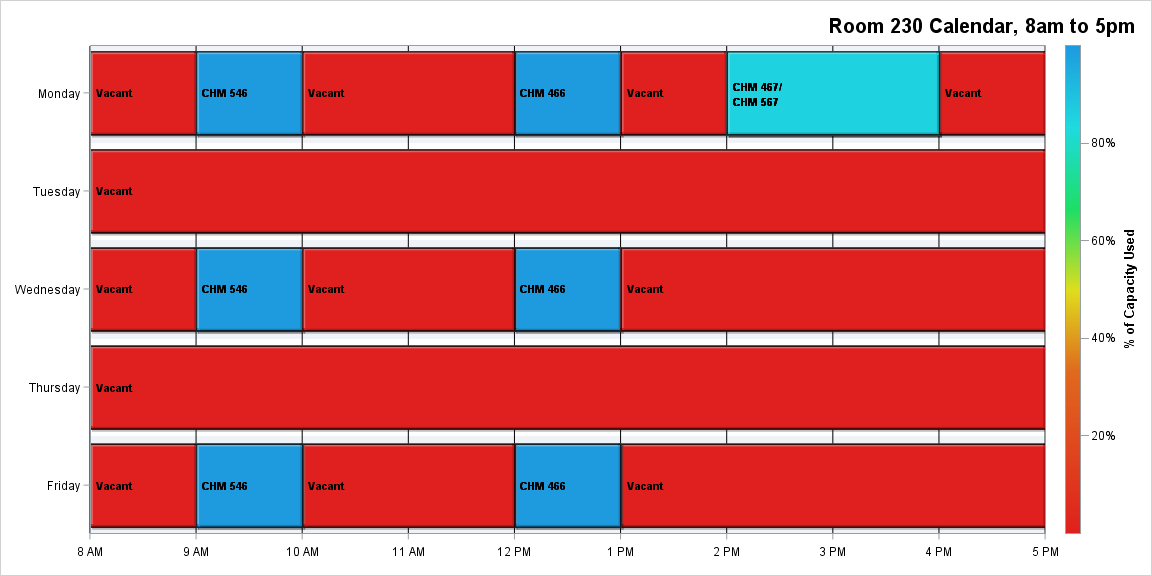 Room 230 Calendar, 8am to 5pm
Monday
Vacant
CHM 546
Vacant
CHM 466
Vacant
CHM 467/
CHM 567
Vacant
Tuesday
Vacant
Wednesday
Vacant
CHM 546
Vacant
CHM 466
Vacant
Thursday
Vacant
Friday
Vacant
CHM 546
Vacant
CHM 466
Vacant
8 AM
9 AM
10 AM
11 AM
12 PM
1 PM
2 PM
3 PM
4 PM
5 PM
80%
60%
40%
20%
% of Capacity Used